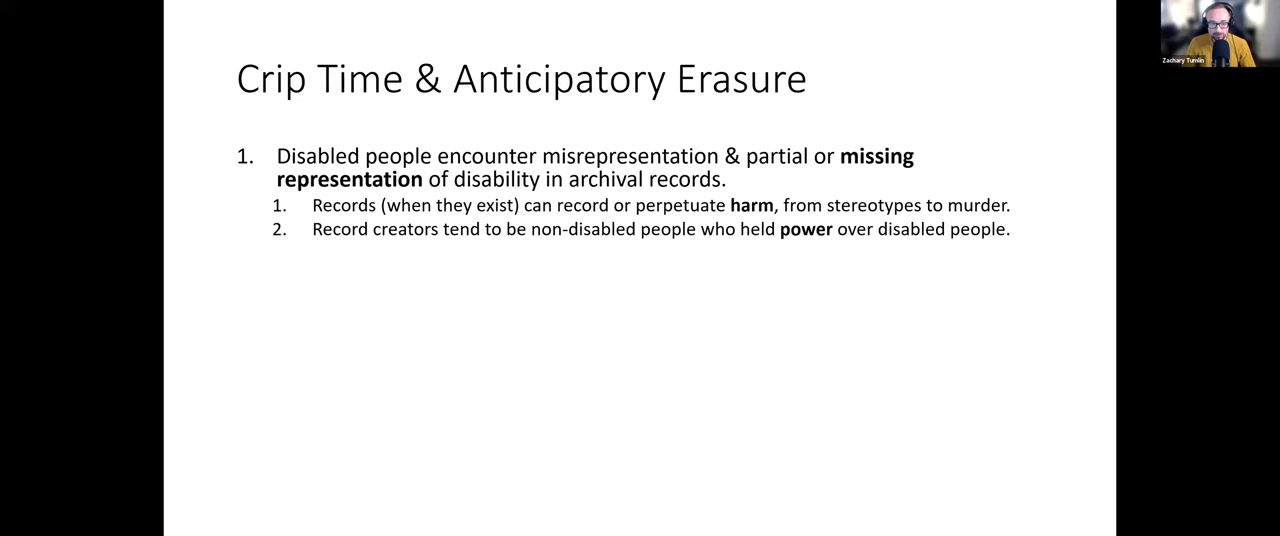 Crip Time & Anticipatory Erasure
1. Disabled people encounter misrepresentation & partial or missing
representation of disability in archival records.
1. Records (when they exist) can record or perpetuate harm, from stereotypes to murder.
2. Record creators tend to be non-disabled people who held power over disabled people.
Zachary Tumlin